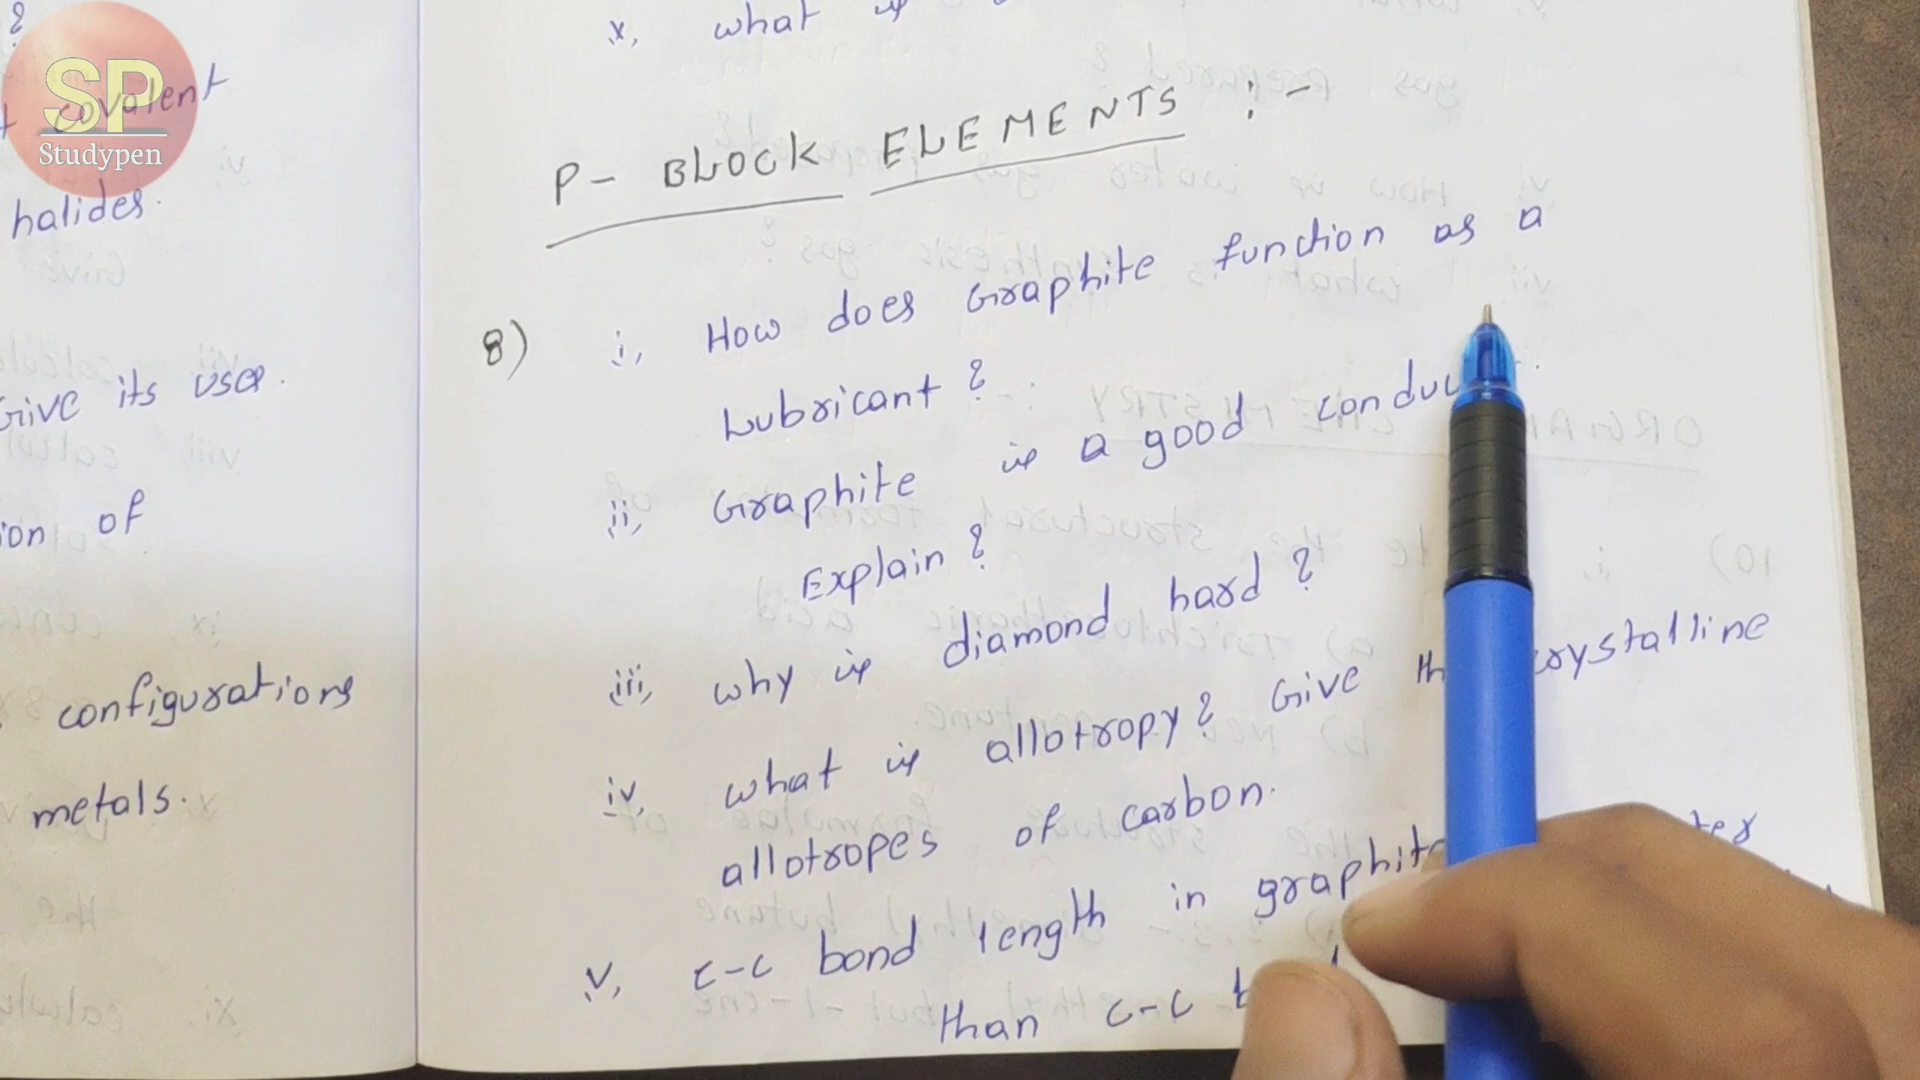 SP
Studypen
?
covalent
halides.
Give its uses.
of
configurations
metals.
x, what is
P- BLOCK ELEMENTS :-
8) i, How does Graphite function as a
Lubricant ?
ii, Graphite is a good
Explain ?
iii, why is diamond hard ?
iv, what is allotropy? Give crystalline
allotropes of carbon.
v, C-C bond length in
than C-C